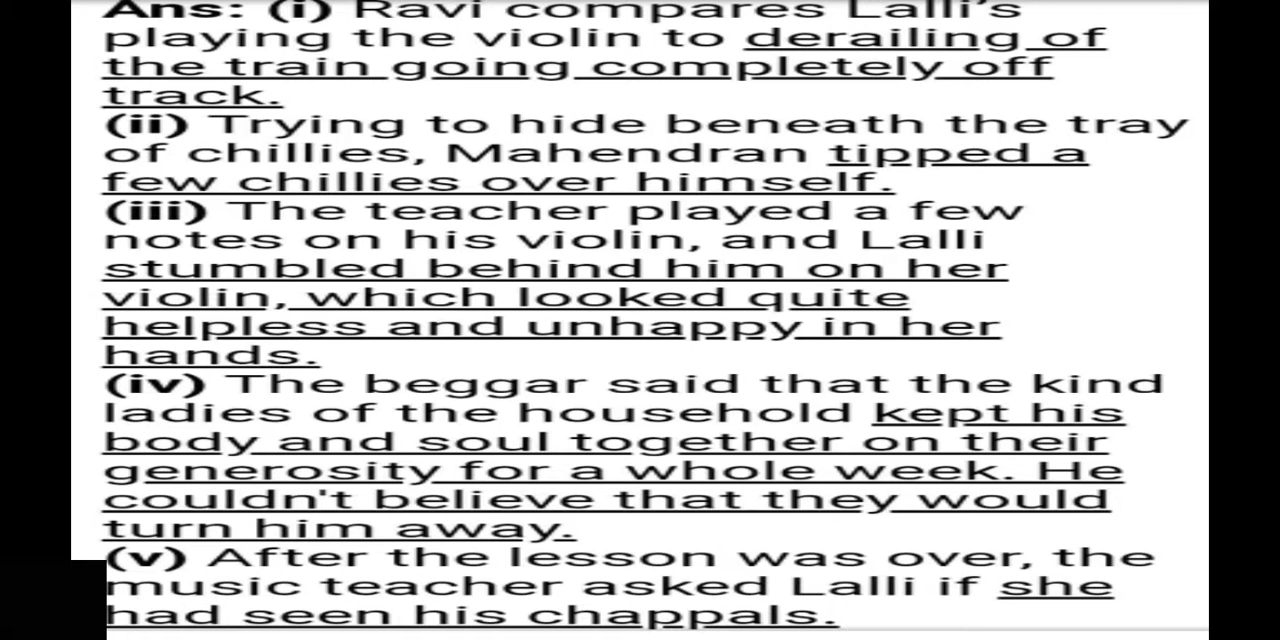 Ans: (i) Ravi compares Lalli's
playing the violin to derailing of
the train going completely off
track.
(ii) Trying to hide beneath the tray
of chillies, Mahendran tipped a
few chillies over himself.
(iii) The teacher played a few
notes on his violin, and Lalli
stumbled behind him on her
violin, which looked quite
helpless and unhappy in her
hands.
(iv) The beggar said that the kind
ladies of the household kept his
body and soul together on their
generosity for a whole week. He
couldn't believe that they would
turn him away.
(v) After the lesson was over, the
music teacher asked Lalli if she
had seen his chappals.